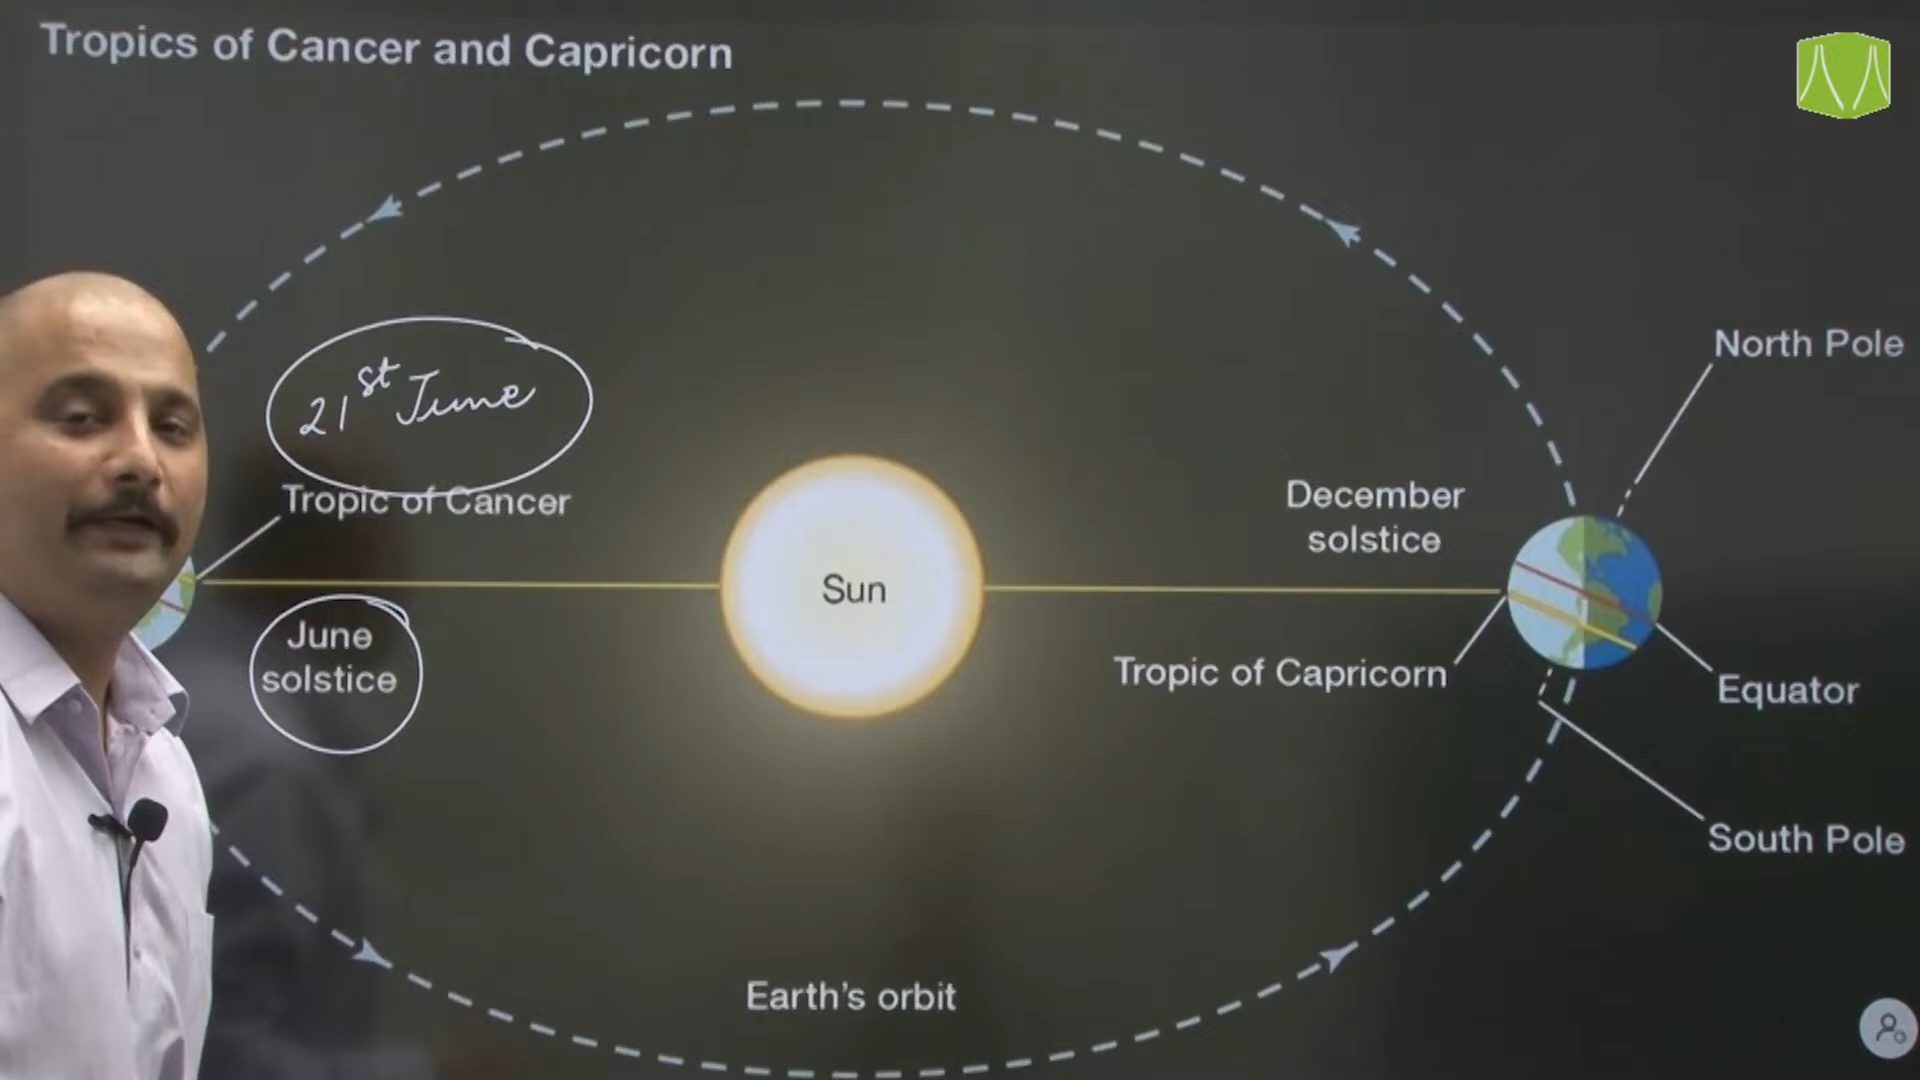 Tropics of Cancer and Capricorn
North Pole
21st June
Tropic of Cancer
December
solstice
Sun
June
solstice
Tropic of Capricorn
Equator
South Pole
Earth's orbit